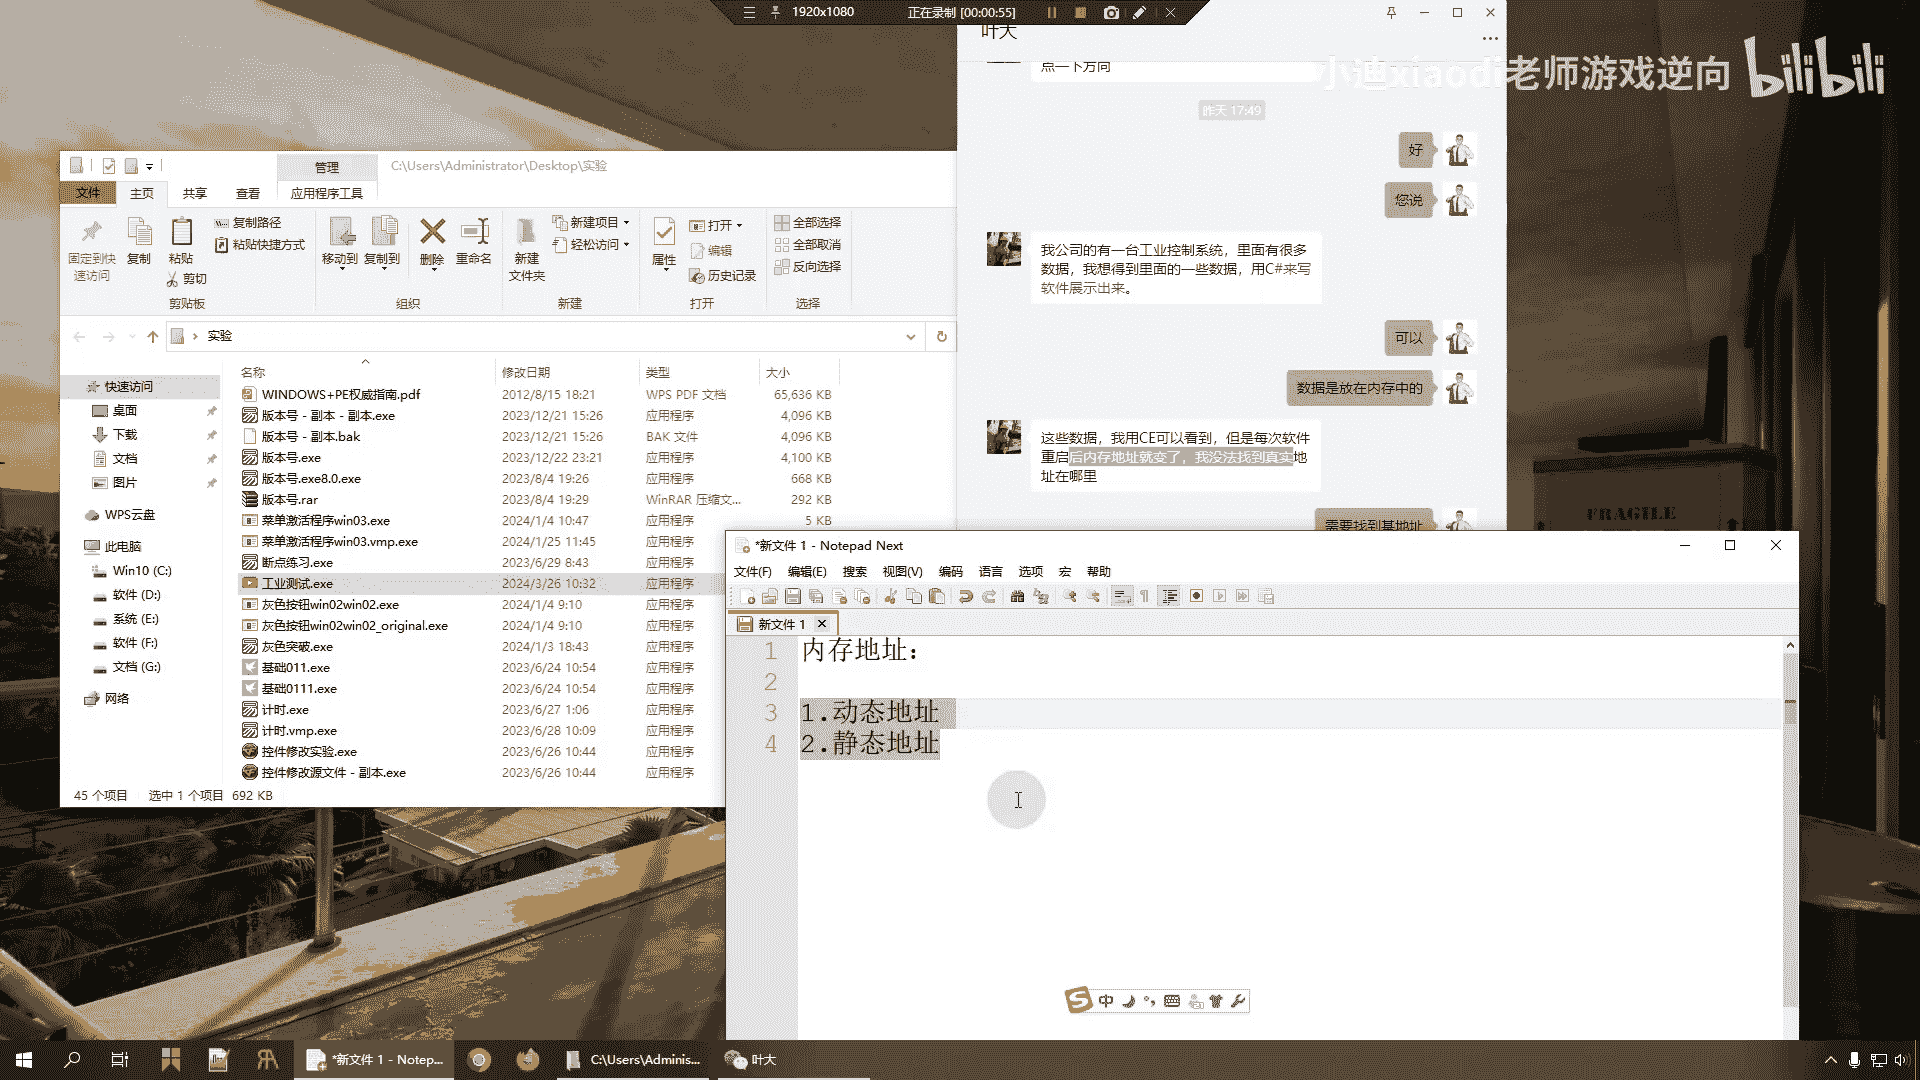 1920x1080
正在录制 [00:00:55]
叶大
点一下方向
小迪xiaodi老师游戏逆向 bilibili
昨天 17:49
好
您说
我公司的有一台工业控制系统，里面有很多
数据，我想得到里面的一些数据，用C#来写
软件展示出来。
可以
数据是放在内存中的
这些数据，我用CE可以看到，但是每次软件
重启后内存地址就变了，我没法找到真实地
址在哪里
需要找到基地址
管理
C:\Users\Administrator\Desktop\实验
文件
主页
共享
查看
应用程序工具
固定到快
速访问
复制
粘贴
复制路径
粘贴快捷方式
剪切
剪贴板
移动到
复制到
删除
重命名
组织
新建
文件夹
新建项目
轻松访问
新建
属性
打开
编辑
历史记录
打开
全部选择
全部取消
反向选择
选择
实验
快速访问
桌面
下载
文档
图片
WPS云盘
此电脑
Win10 (C:)
软件 (D:)
系统 (E:)
软件 (F:)
文档 (G:)
网络
名称 修改日期 类型 大小
WINDOWS+PE权威指南.pdf 2012/8/15 18:21 WPS PDF 文档 65,636 KB
版本号 - 副本 - 副本.exe 2023/12/21 15:26 应用程序 4,096 KB
版本号 - 副本.bak 2023/12/21 15:26 BAK 文件 4,096 KB
版本号.exe 2023/12/22 23:21 应用程序 4,100 KB
版本号.exe8.0.exe 2023/8/4 19:26 应用程序 668 KB
版本号.rar 2023/8/4 19:29 WinRAR 压缩文... 292 KB
菜单激活程序win03.exe 2024/1/4 10:47 应用程序 5 KB
菜单激活程序win03.vmp.exe 2024/1/25 11:45 应用程序
断点练习.exe 2023/6/29 8:43 应用程序
工业测试.exe 2024/3/26 10:32 应用程序
灰色按钮win02win02.exe 2024/1/4 9:10 应用程序
灰色按钮win02win02_original.exe 2024/1/4 9:10 应用程序
灰色突破.exe 2024/1/3 18:43 应用程序
基础011.exe 2023/6/24 10:54 应用程序
基础0111.exe 2023/6/24 10:54 应用程序
计时.exe 2023/6/27 1:06 应用程序
计时.vmp.exe 2023/6/28 10:09 应用程序
控件修改实验.exe 2023/6/26 10:44 应用程序
控件修改源文件 - 副本.exe 2023/6/26 10:44 应用程序
45 个项目 选中 1 个项目 692 KB
*新文件 1 - Notepad Next
文件(F) 编辑(E) 搜索 视图(V) 编码 语言 选项 宏 帮助
新文件 1
1 内存地址：
2
3 1.动态地址
4 2.静态地址
中
FRAGILE
*新文件 1 - Notep...
C:\Users\Adminis...
叶大